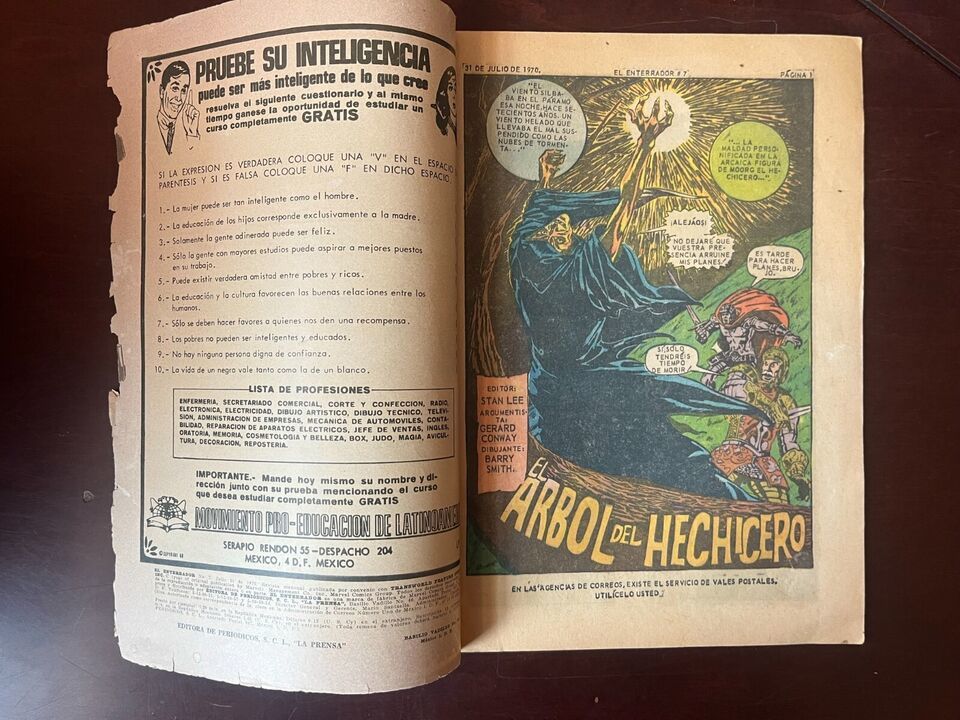 PRUEBE SU INTELIGENCIA
puede ser más inteligente de lo que cree
resuelva el siguiente cuestionario y al mismo
tiempo ganese la oportunidad de estudiar un
curso completamente GRATIS
SI LA EXPRESION ES VERDADERA COLOQUE UNA "V" EN EL ESPACIO
PARENTESIS Y SI ES FALSA COLOQUE UNA "F" EN DICHO ESPACIO
1.- La mujer puede ser tan inteligente como el hombre.
2.- La educación de los hijos corresponde exclusivamente a la madre.
3.- Solamente la gente adinerada puede ser feliz.
4.- Sólo la gente con mayores estudios puede aspirar a mejores puestos
en su trabajo.
5.- Puede existir verdadera amistad entre pobres y ricos.
6.- La educación y la cultura favorecen las buenas relaciones entre los
humanos.
7.- Sólo se deben hacer favores a quienes nos den una recompensa.
8.- Los pobres no pueden ser inteligentes y educados.
9.- No hay ninguna persona digna de confianza.
10.- La vida de un negro vale tanto como la de un blanco.
LISTA DE PROFESIONES
ENFERMERIA, SECRETARIADO COMERCIAL, CORTE Y CONFECCION, RADIO,
ELECTRONICA, ELECTRICIDAD, DIBUJO ARTISTICO, DIBUJO TECNICO, TELEVI-
SION, ADMINISTRACION DE EMPRESAS, MECANICA DE AUTOMOVILES, CONTA-
BILIDAD, REPARACION DE APARATOS ELECTRICOS, JEFE DE VENTAS, INGLES,
ORATORIA, MEMORIA, COSMETOLOGIA Y BELLEZA, BOX, JUDO, MAGIA, AVICUL-
TURA, DECORACION, REPOSTERIA.
IMPORTANTE.- Mande hoy mismo su nombre y di-
rección junto con su prueba mencionando el curso
que desea estudiar completamente GRATIS
MOVIMIENTO PRO-EDUCACION DE LATINOAME
SERAPIO RENDON 55 - DESPACHO 204
MEXICO, 4 D.F. MEXICO
EL ENTERRADOR
TRANSWORLD FEATURE
EDITORA DE PERIODICOS, S. C. L., "LA PRENSA"
BASILIO VADILLO
México 1, D. F.
31 DE JULIO DE 1970.
EL ENTERRADOR # 7
PÁGINA 1
"EL
VIENTO SILBA-
BA EN EL PÁRAMO
ESA NOCHE, HACE SE-
TECIENTOS AÑOS. UN
VIENTO HELADO QUE
LLEVABA EL MAL SUS-
PENDIDO COMO LAS
NUBES DE TORMEN-
TA..."
"... LA
MALDAD PERSO-
NIFICADA EN LA
ARCAICA FIGURA
DE MOORG EL HE-
CHICERO..."
¡ALEJÁOS!
NO DEJARE QUE
VUESTRA PRE-
SENCIA ARRUINE
MIS PLANES!
ES TARDE
PARA HACER
PLANES, BRU-
JO.
SÍ, SÓLO
TENDRÉIS
TIEMPO
DE MORIR.
EDITOR:
STAN LEE
ARGUMENTIS-
TA:
GERARD
CONWAY
DIBUJANTE:
BARRY
SMITH.
EL
ARBOL DEL HECHICERO
EN LAS AGENCIAS DE CORREOS, EXISTE EL SERVICIO DE VALES POSTALES.
UTILÍCELO USTED